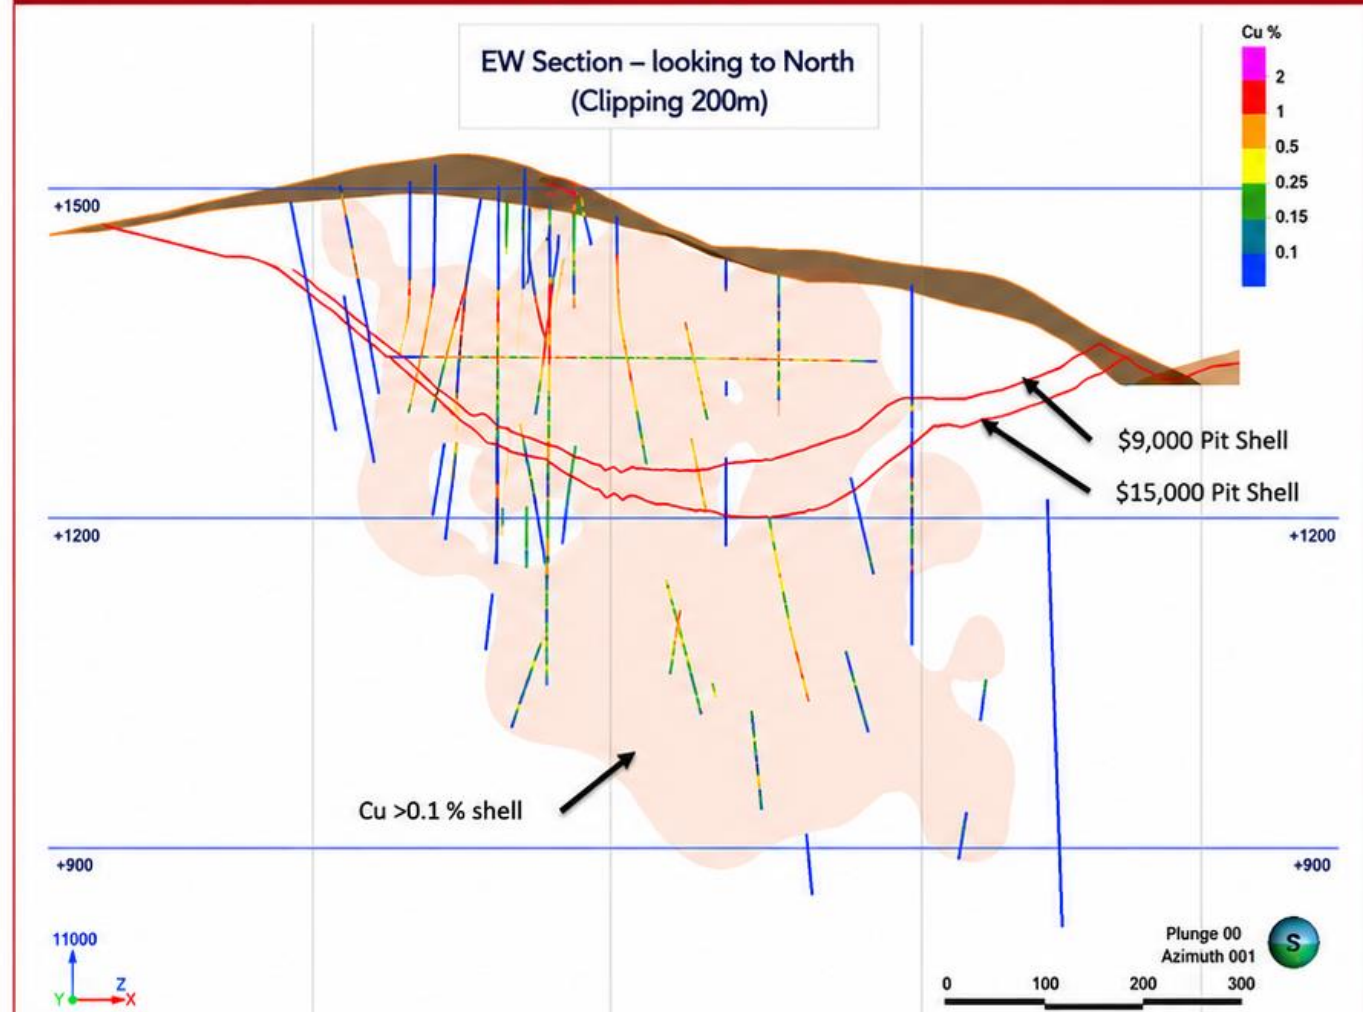 EW Section – looking to North
(Clipping 200m)
Cu %
2
1
0.5
0.25
0.15
0.1
+1500
$9,000 Pit Shell
$15,000 Pit Shell
+1200
+1200
Cu >0.1 % shell
+900
+900
11000
Z
Y
X
Plunge 00
Azimuth 001
S
0 100 200 300